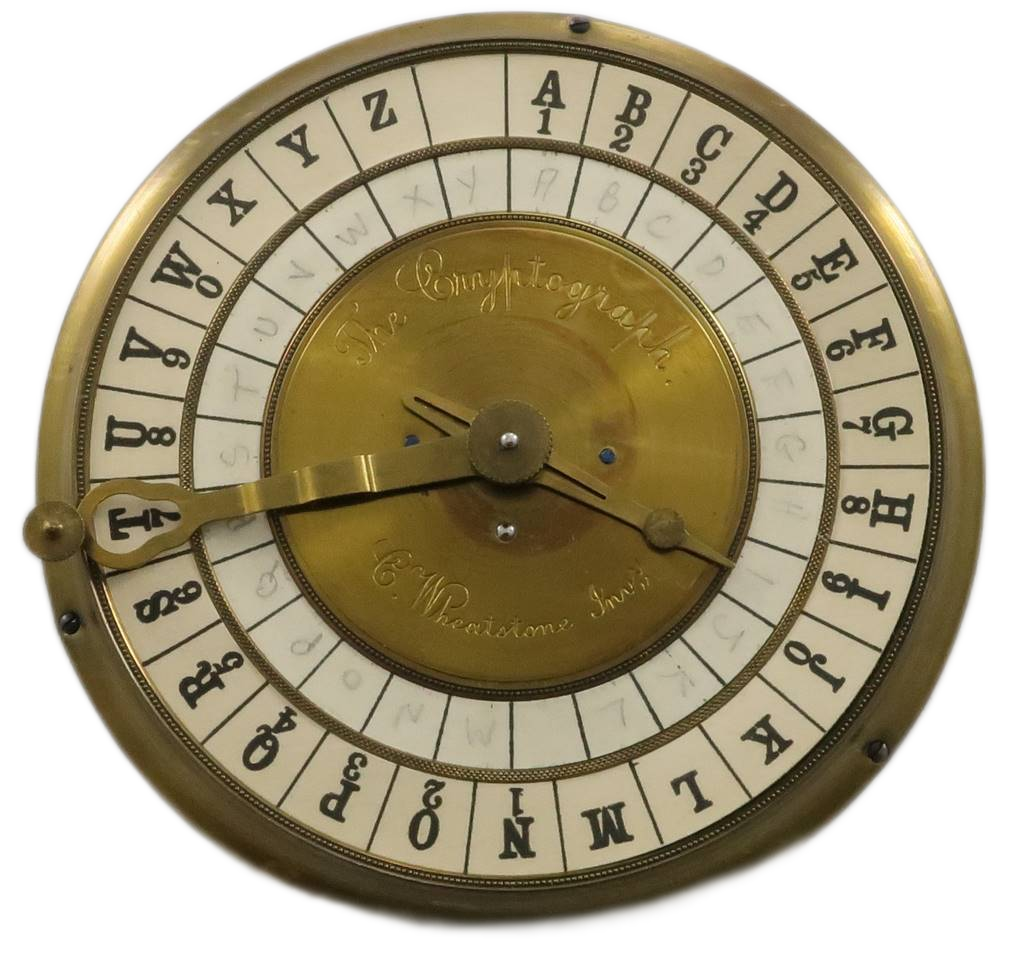 A 1
B 2
C 3
D 4
E 5
F 6
G 7
H 8
I 9
J 0
K
L
M
N 1
O 2
P 3
Q 4
R 5
S 6
T 7
U 8
V 9
W 0
X
Y
Z
A
B
C
D
E
F
G
H
I
J
K
L
M
N
O
P
Q
S
T
U
V
W
X
Y
The Cryptograph.
C. Wheatstone Invr